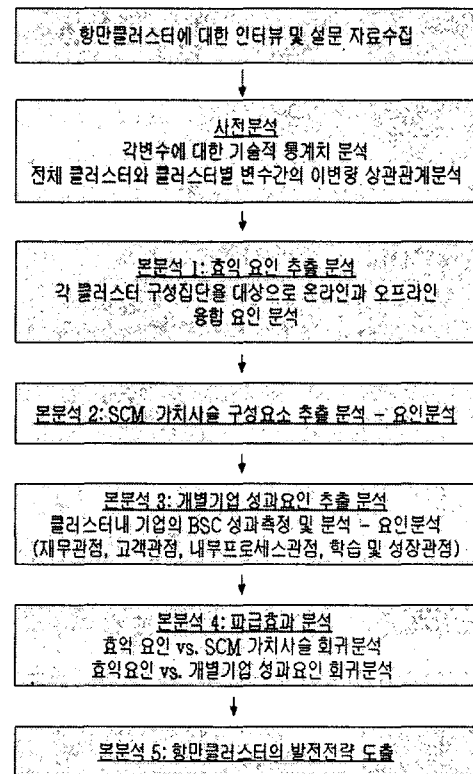 항만클러스터에 대한 인터뷰 및 설문 자료수집
사전분석
각변수에 대한 기술적 통계치 분석
전체 클러스터와 클러스터별 변수간의 이변량 상관관계분석
본분석 1: 효익 요인 추출 분석
각 클러스터 구성집단을 대상으로 온라인과 오프라인
융합 요인 분석
본분석 2: SCM 가치사슬 구성요소 추출 분석 - 요인분석
본분석 3: 개별기업 성과요인 추출 분석
클러스터내 기업의 BSC 성과측정 및 분석 - 요인분석
(재무관점, 고객관점, 내부프로세스관점, 학습 및 성장관점)
본분석 4: 파급효과 분석
효익 요인 vs. SCM 가치사슬 회귀분석
효익요인 vs. 개별기업 성과요인 회귀분석
본분석 5: 항만클러스터의 발전전략 도출